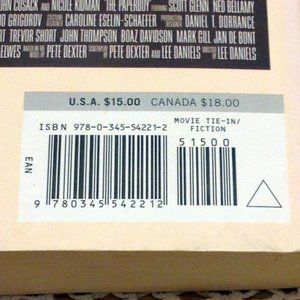 JOHN CUSACK AND NICOLE KIDMAN "THE PAPERBOY" SCOTT GLENN AND NED BELLAMY
GRIGOROV CAROLINE ESELIN-SCHAEFER DANIEL T. DORRANCE
TREVOR SHORT JOHN THOMPSON BOAZ DAVIDSON MARK GILL JAN DE BONT
ELWES PETE DEXTER PETE DEXTER AND LEE DANIELS LEE DANIELS
U.S.A. $15.00 CANADA $18.00
ISBN 978-0-345-54221-2
MOVIE TIE-IN/
FICTION
51500
EAN
9 780345 542212